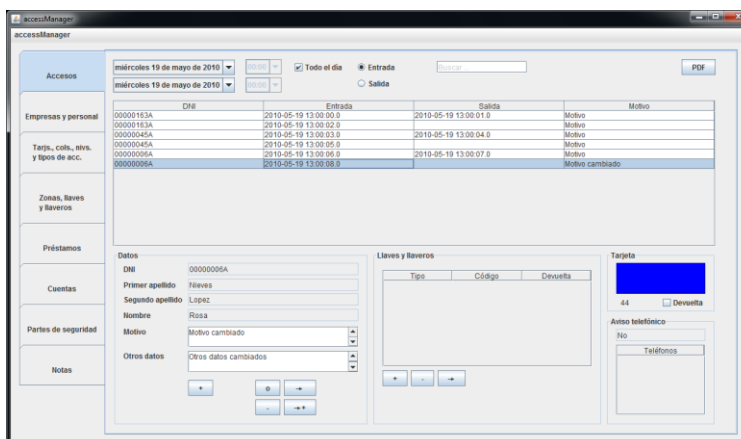 accessManager
accessManager
Accesos
Empresas y personal
Tarjs., cols., nivs.
y tipos de acc.
Zonas, llaves
y llaveros
Préstamos
Cuentas
Partes de seguridad
Notas
miércoles 19 de mayo de 2010 00:00 Todo el día Entrada Buscar... PDF
miércoles 19 de mayo de 2010 00:00 Salida
DNI Entrada Salida Motivo
00000163A 2010-05-19 13:00:00.0 2010-05-19 13:00:01.0 Motivo
00000163A 2010-05-19 13:00:02.0 Motivo
00000045A 2010-05-19 13:00:03.0 2010-05-19 13:00:04.0 Motivo
00000045A 2010-05-19 13:00:05.0 Motivo
00000006A 2010-05-19 13:00:06.0 2010-05-19 13:00:07.0 Motivo
00000006A 2010-05-19 13:00:08.0 Motivo cambiado
Datos
DNI 00000006A
Primer apellido Nieves
Segundo apellido Lopez
Nombre Rosa
Motivo Motivo cambiado
Otros datos Otros datos cambiados
Llaves y llaveros
Tipo Código Devuelta
Tarjeta
44 Devuelta
Aviso telefónico
No
Teléfonos